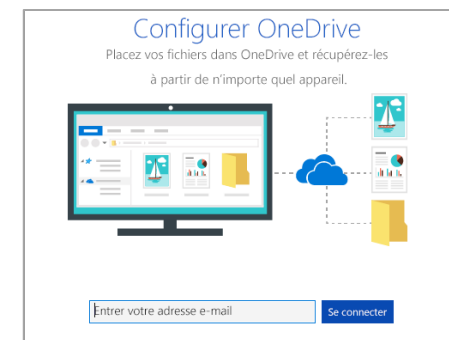 Configurer OneDrive
Placez vos fichiers dans OneDrive et récupérez-les
à partir de n'importe quel appareil.
Entrer votre adresse e-mail
Se connecter